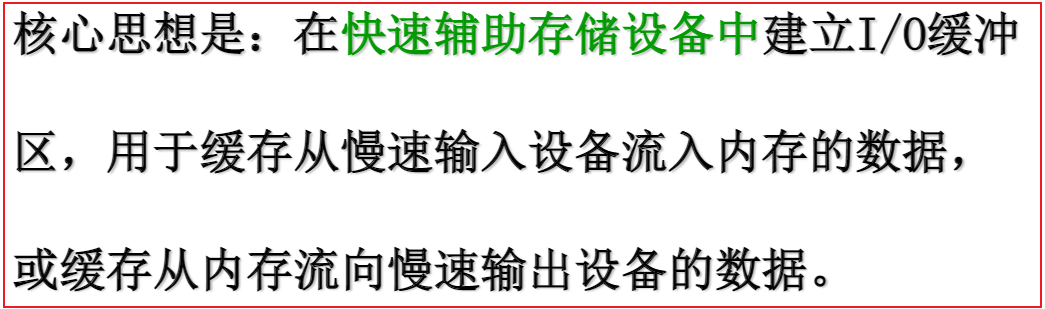 核心思想是：在快速辅助存储设备中建立I/O缓冲
区，用于缓存从慢速输入设备流入内存的数据，
或缓存从内存流向慢速输出设备的数据。